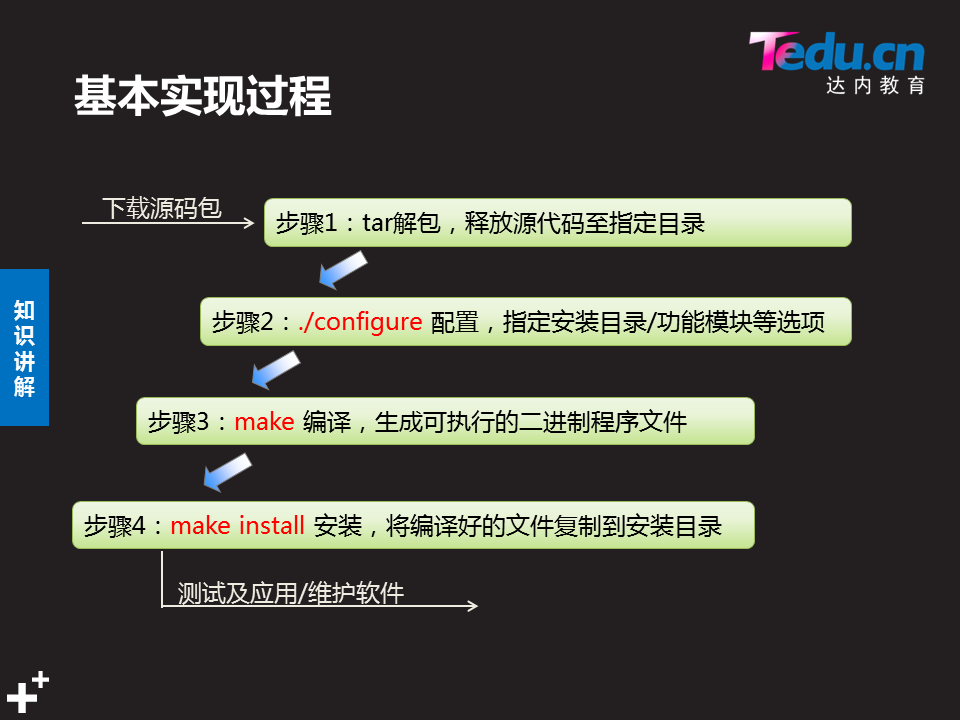 Tedu.cn
达内教育
基本实现过程
下载源码包
步骤1：tar解包，释放源代码至指定目录
步骤2：./configure 配置，指定安装目录/功能模块等选项
知识讲解
步骤3：make 编译，生成可执行的二进制程序文件
步骤4：make install 安装，将编译好的文件复制到安装目录
测试及应用/维护软件